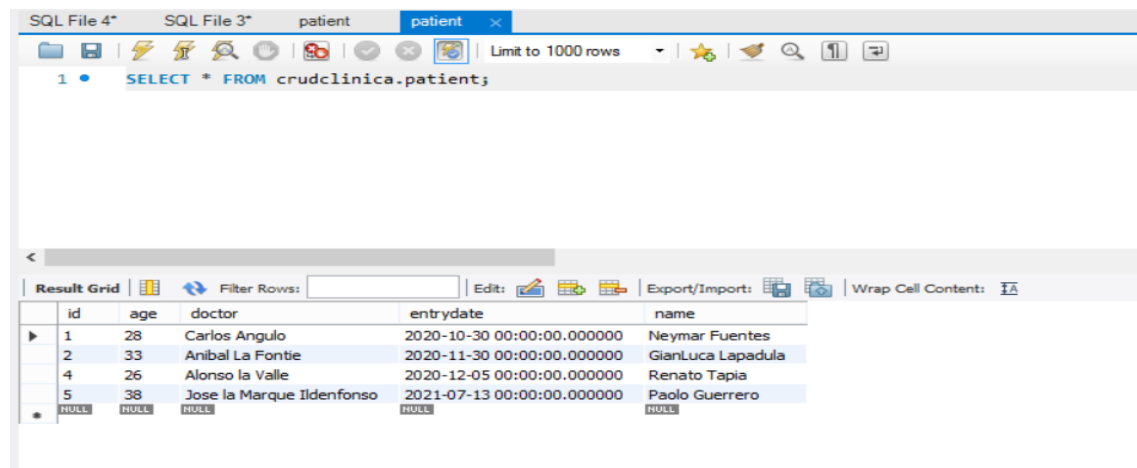 SQL File 4* SQL File 3* patient patient ×
Limit to 1000 rows
1 SELECT * FROM crudclinica.patient;
Result Grid Filter Rows: Edit: Export/Import: Wrap Cell Content:
id age doctor entrydate name
1 28 Carlos Angulo 2020-10-30 00:00:00.000000 Neymar Fuentes
2 33 Anibal La Fontie 2020-11-30 00:00:00.000000 GianLuca Lapadula
4 26 Alonso la Valle 2020-12-05 00:00:00.000000 Renato Tapia
5 38 Jose la Marque Ildenfonso 2021-07-13 00:00:00.000000 Paolo Guerrero
NULL NULL NULL NULL NULL